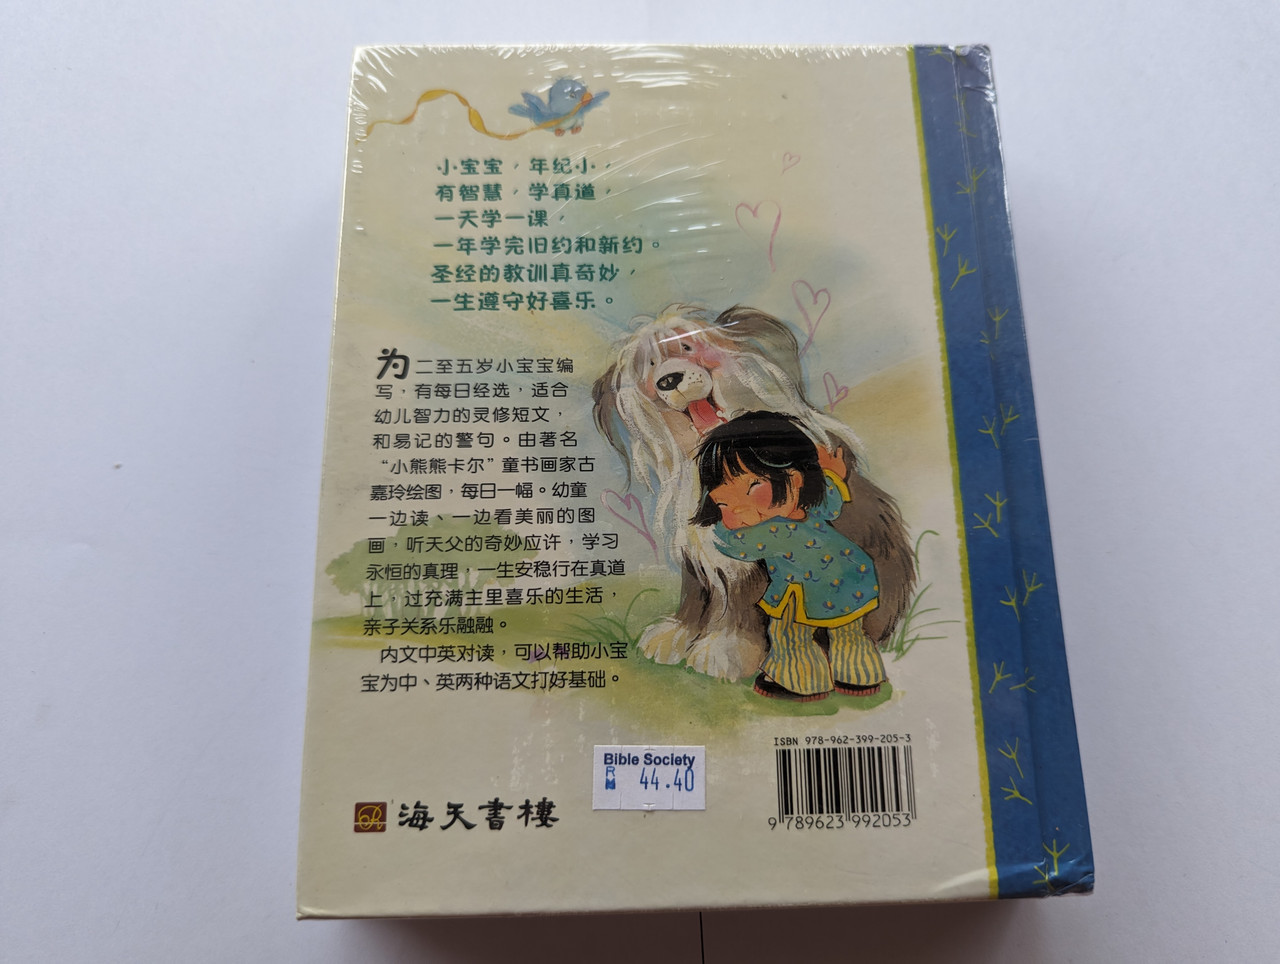 小宝宝，年纪小，
有智慧，学真道，
一天学一课，
一年学完旧约和新约。
圣经的教训真奇妙，
一生遵守好喜乐。
为二至五岁小宝宝编
写，有每日经选，适合
幼儿智力的灵修短文，
和易记的警句。由著名
“小熊熊卡尔”童书画家古
嘉玲绘图，每日一幅。幼童
一边读、一边看美丽的图
画，听天父的奇妙应许，学习
永恒的真理，一生安稳行在真道
上，过充满主里喜乐的生活，
亲子关系乐融融。
内文中英对读，可以帮助小宝
宝为中、英两种语文打好基础。
ISBN 978-962-399-205-3
9 789623 992053
Bible Society
RM 44.40
海天書樓